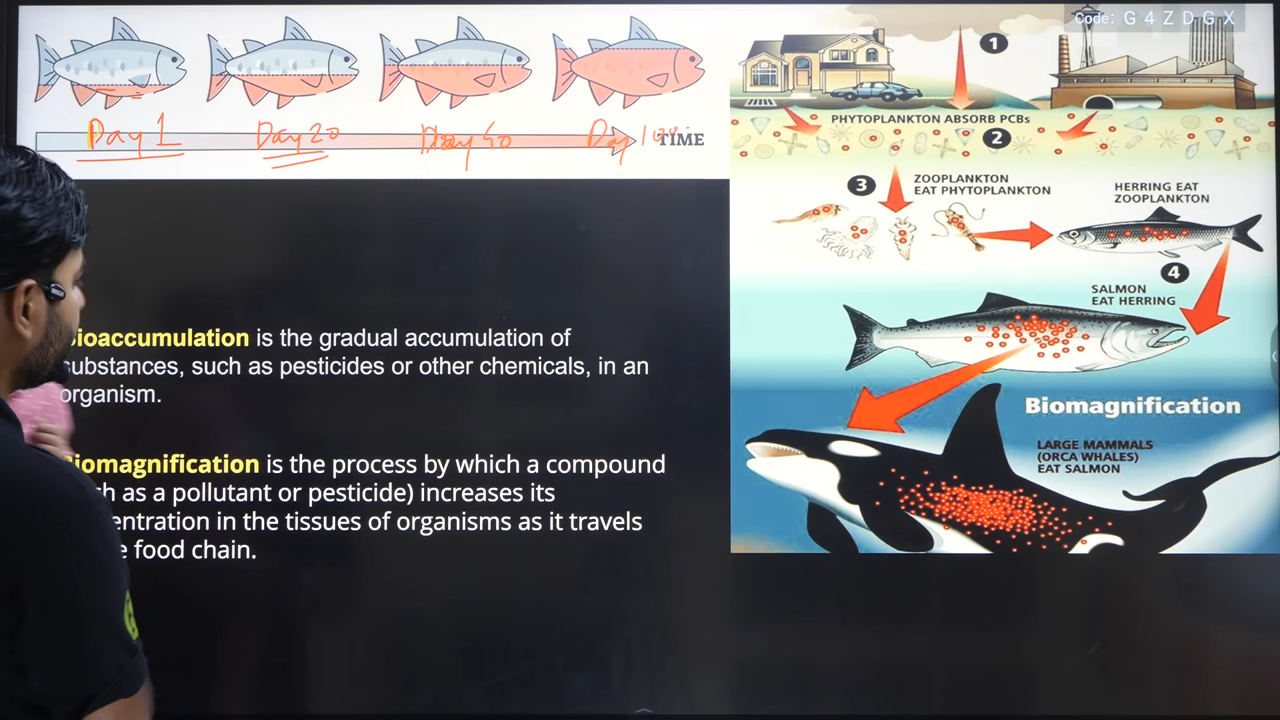 Code: G 4 Z D G X
Day 1
Day 20
Day
TIME
ioaccumulation is the gradual accumulation of
substances, such as pesticides or other chemicals, in an
organism.
iomagnification is the process by which a compound
h as a pollutant or pesticide) increases its
entration in the tissues of organisms as it travels
e food chain.
1
PHYTOPLANKTON ABSORB PCBs
2
3
ZOOPLANKTON
EAT PHYTOPLANKTON
HERRING EAT
ZOOPLANKTON
4
SALMON
EAT HERRING
Biomagnification
LARGE MAMMALS
(ORCA WHALES)
EAT SALMON